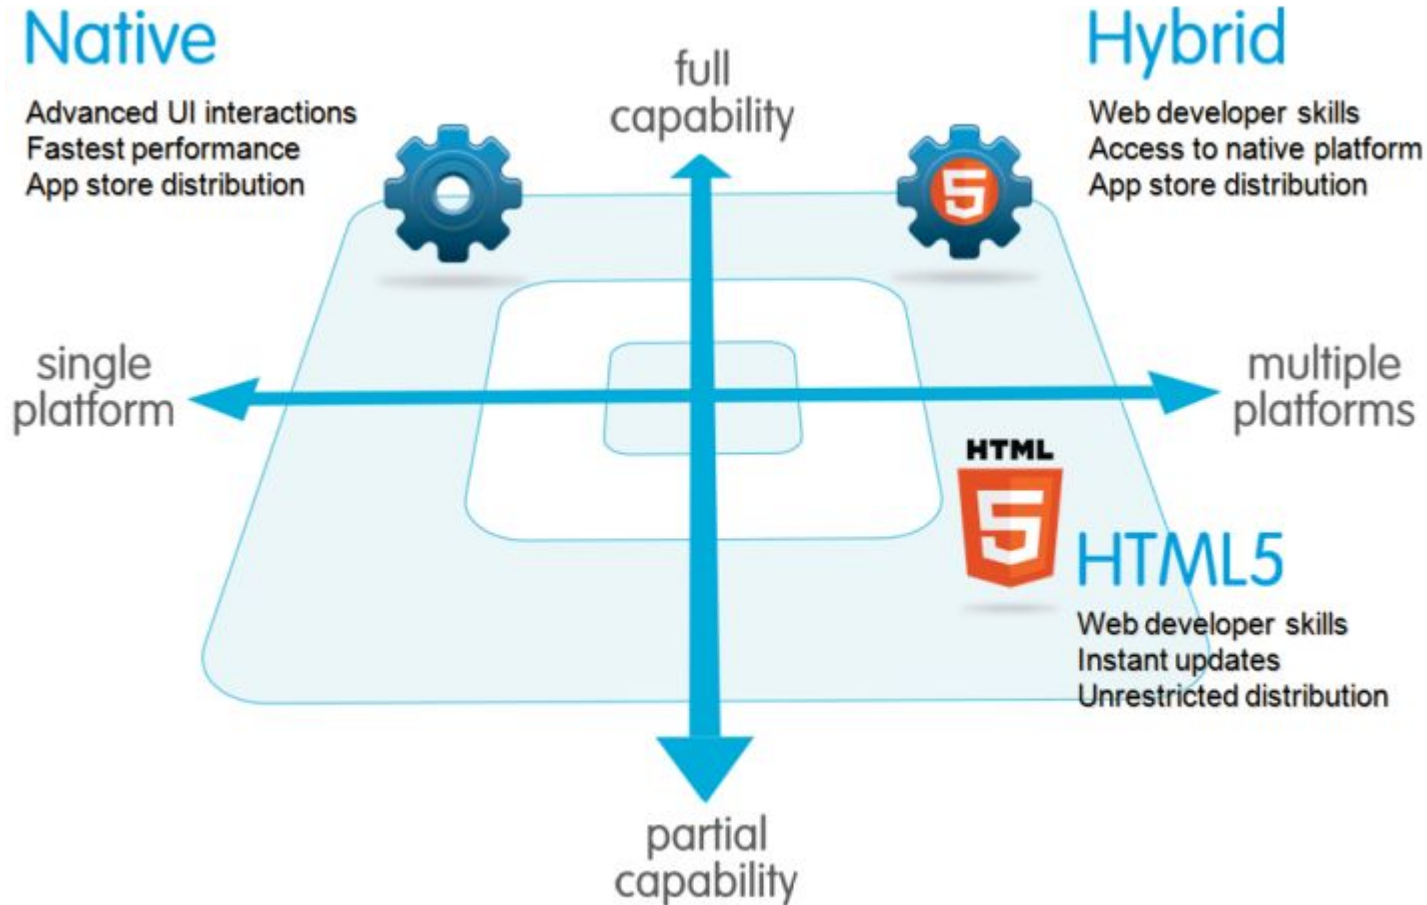 Native
Advanced UI interactions
Fastest performance
App store distribution
full
capability
Hybrid
Web developer skills
Access to native platform
App store distribution
5
single
platform
multiple
platforms
HTML
5
HTML5
Web developer skills
Instant updates
Unrestricted distribution
partial
capability